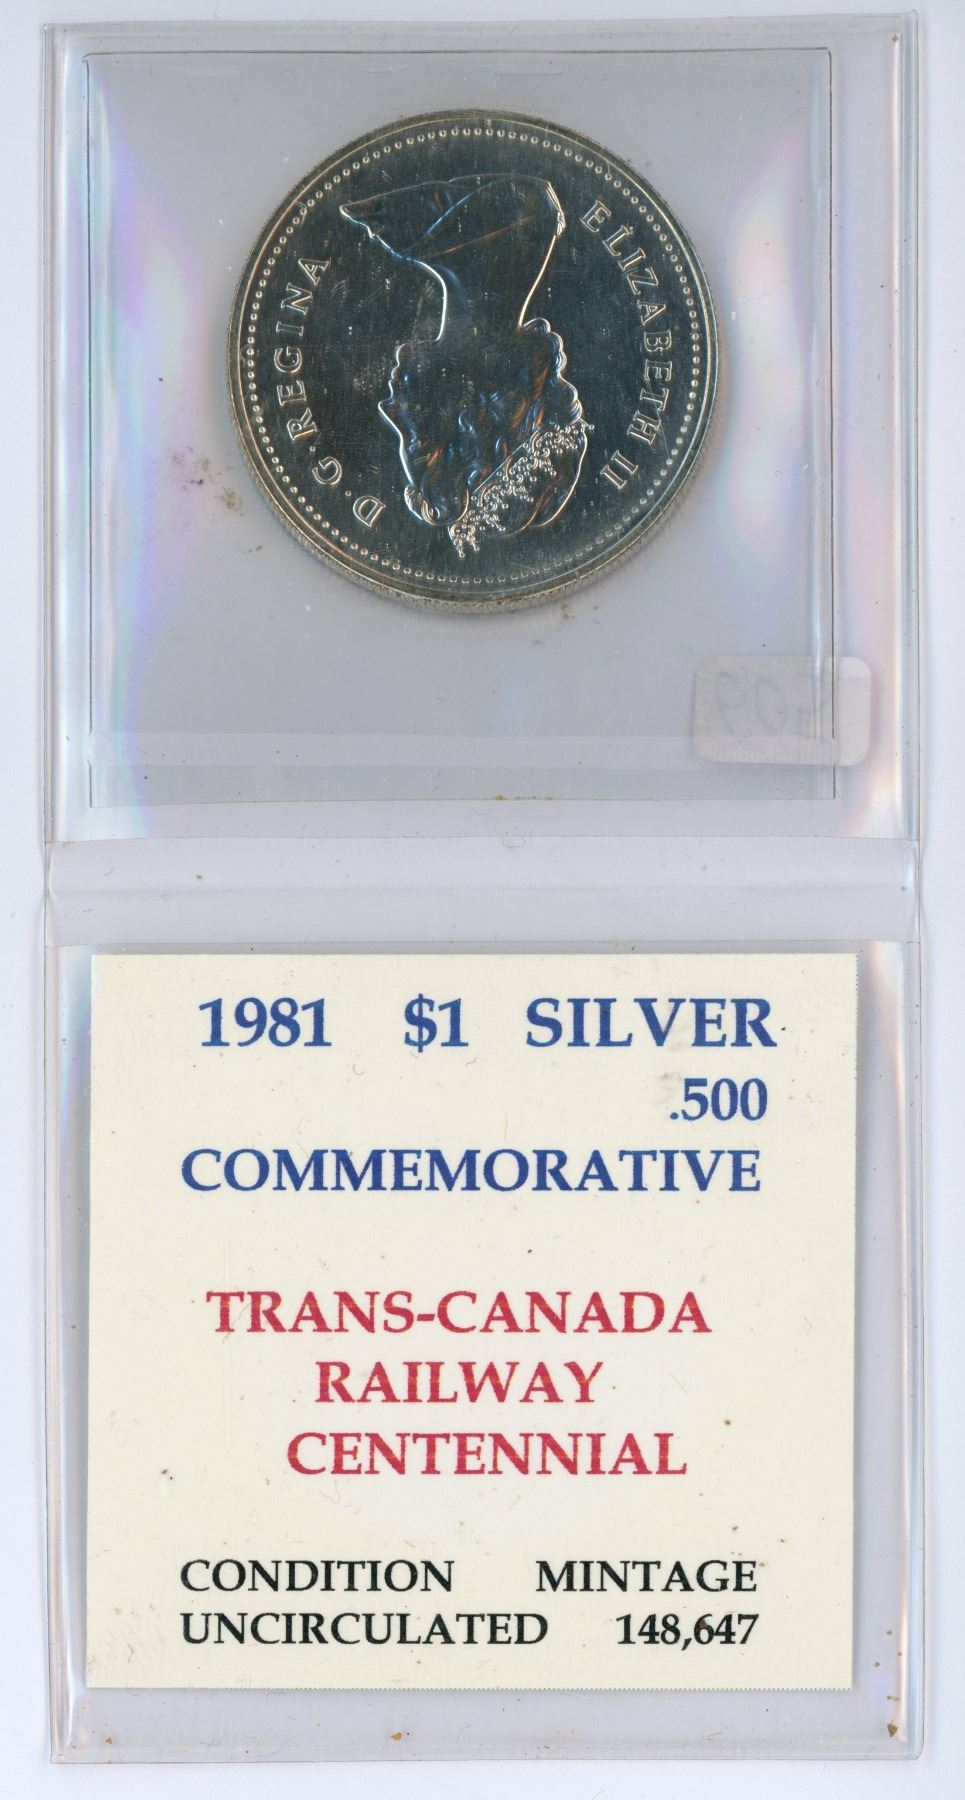 ELIZABETH II
D.G.REGINA
1981 $1 SILVER
.500
COMMEMORATIVE
TRANS-CANADA
RAILWAY
CENTENNIAL
CONDITION MINTAGE
UNCIRCULATED 148,647